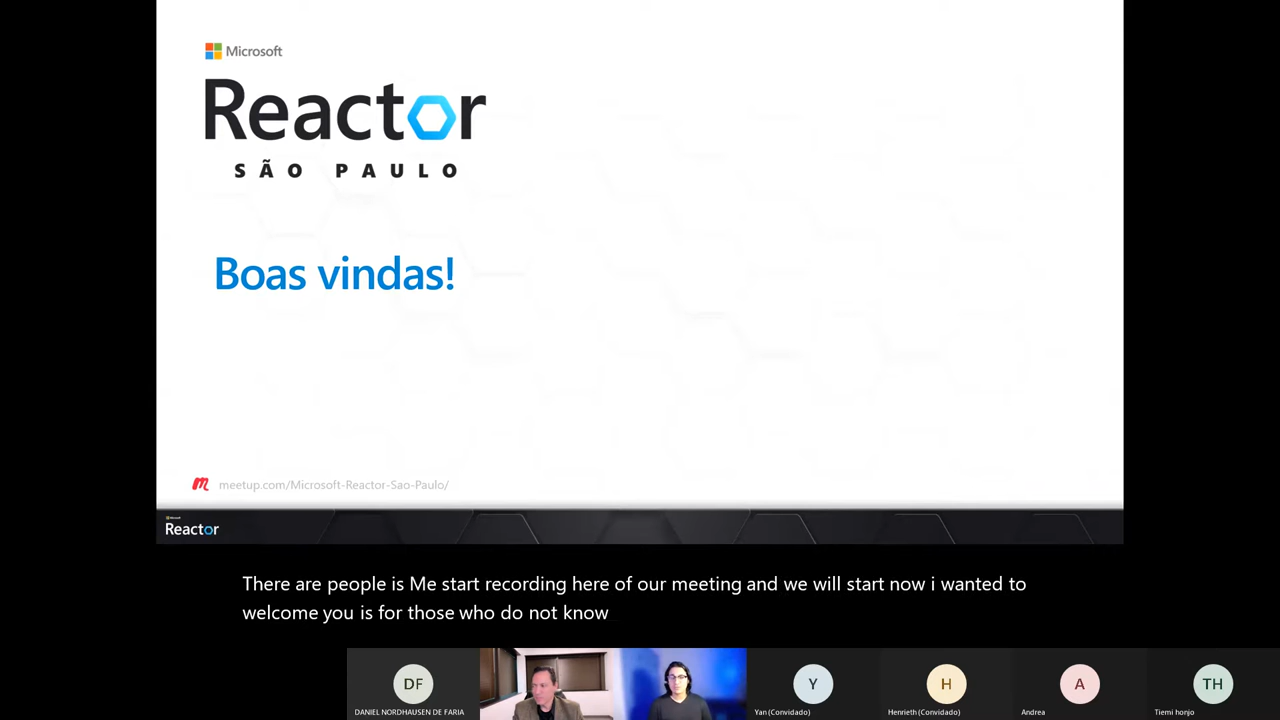 Microsoft
Reactor
SÃO PAULO
Boas vindas!
meetup.com/Microsoft-Reactor-Sao-Paulo/
Microsoft
Reactor
There are people is Me start recording here of our meeting and we will start now i wanted to
welcome you is for those who do not know
DF
Y
H
A
TH
DANIEL NORDHAUSEN DE FARIA
Yan (Convidado)
Henrieth (Convidado)
Andrea
Tiemi honjo